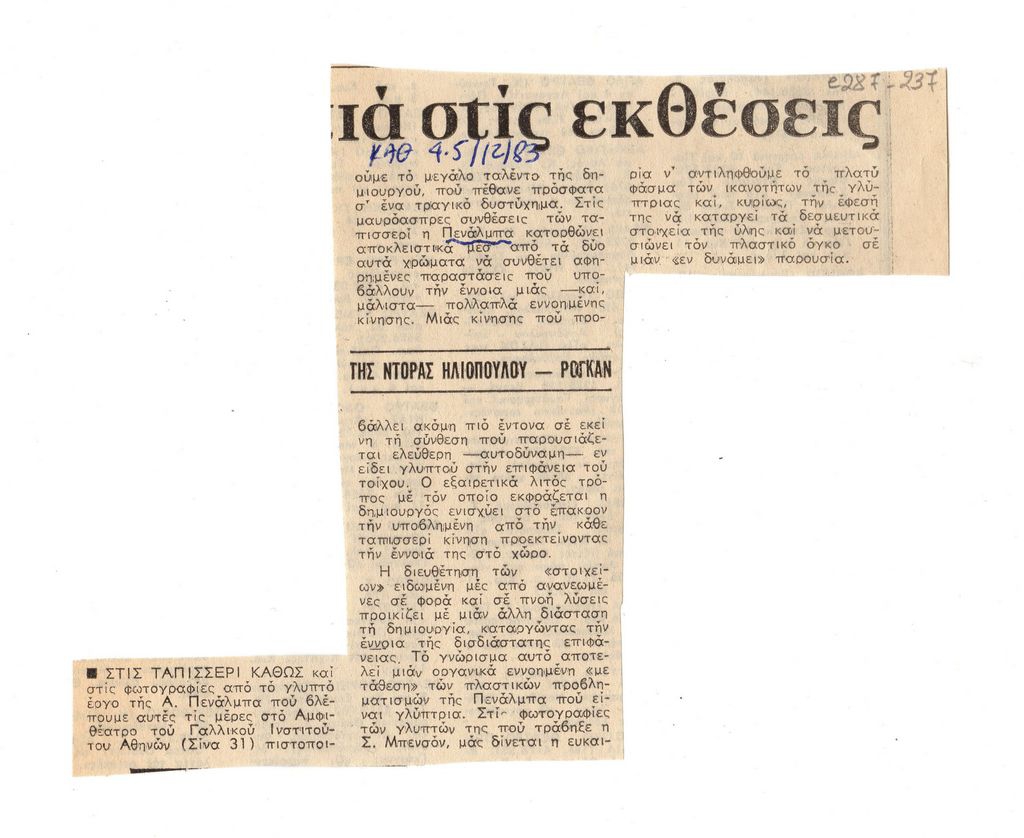 e287-237
ιά στίς εκθέσεις
ΚΑΘ 4-5/12/83
■ ΣΤΙΣ ΤΑΠΙΣΣΕΡΙ ΚΑΘΩΣ καί
στίς φωτογραφίες από τό γλυπτό
έργο τής Α. Πενάλμπα πού βλέ-
πουμε αυτές τίς μέρες στό Αμφι-
θέατρο τού Γαλλικού Ινστιτού-
του Αθηνών (Σίνα 31) πιστοποι-
ούμε τό μεγάλο ταλέντο τής δη-
μιουργού, πού πέθανε πρόσφατα
σ' ένα τραγικό δυστύχημα. Στίς
μαυρόασπρες συνθέσεις τών τα-
πισσερί η Πενάλμπα κατορθώνει
αποκλειστικά μέσ' από τά δύο
αυτά χρώματα νά συνθέτει αφη-
ρημένες παραστάσεις πού υπο-
βάλλουν τήν έννοια μιάς —καί,
μάλιστα— πολλαπλά εννοημένης
κίνησης. Μιάς κίνησης πού προ-
ΤΗΣ ΝΤΟΡΑΣ ΗΛΙΟΠΟΥΛΟΥ — ΡΟΓΚΑΝ
βάλλει ακόμη πιό έντονα σέ εκεί
νη τή σύνθεση πού παρουσιάζε-
ται ελεύθερη —αυτοδύναμη— εν
είδει γλυπτού στήν επιφάνεια τού
τοίχου. Ο εξαιρετικά λιτός τρό-
πος μέ τόν οποίο εκφράζεται η
δημιουργός ενισχύει στό έπακρον
τήν υποβλημένη από τήν κάθε
ταπισσερί κίνηση προεκτείνοντας
τήν έννοιά της στό χώρο.
Η διευθέτηση τών «στοιχεί-
ων» ειδωμένη μές από ανανεωμέ-
νες σέ φορά καί σέ πνοή λύσεις
προικίζει μέ μιάν άλλη διάσταση
τή δημιουργία, καταργώντας τήν
έννοια τής δισδιάστατης επιφά-
νειας. Τό γνώρισμα αυτό αποτε-
λεί μιάν οργανικά εννοημένη «με
τάθεση» τών πλαστικών προβλη-
ματισμών τής Πενάλμπα πού εί-
ναι γλύπτρια. Στίς φωτογραφίες
τών γλυπτών της πού τράβηξε η
Σ. Μπενσόν, μάς δίνεται η ευκαι-
ρία ν' αντιληφθούμε τό πλατύ
φάσμα τών ικανοτήτων τής γλύ-
πτριας καί, κυρίως, τήν έφεσή
της νά καταργεί τά δεσμευτικά
στοιχεία τής ύλης καί νά μετου-
σιώνει τόν πλαστικό όγκο σέ
μιάν «εν δυνάμει» παρουσία.